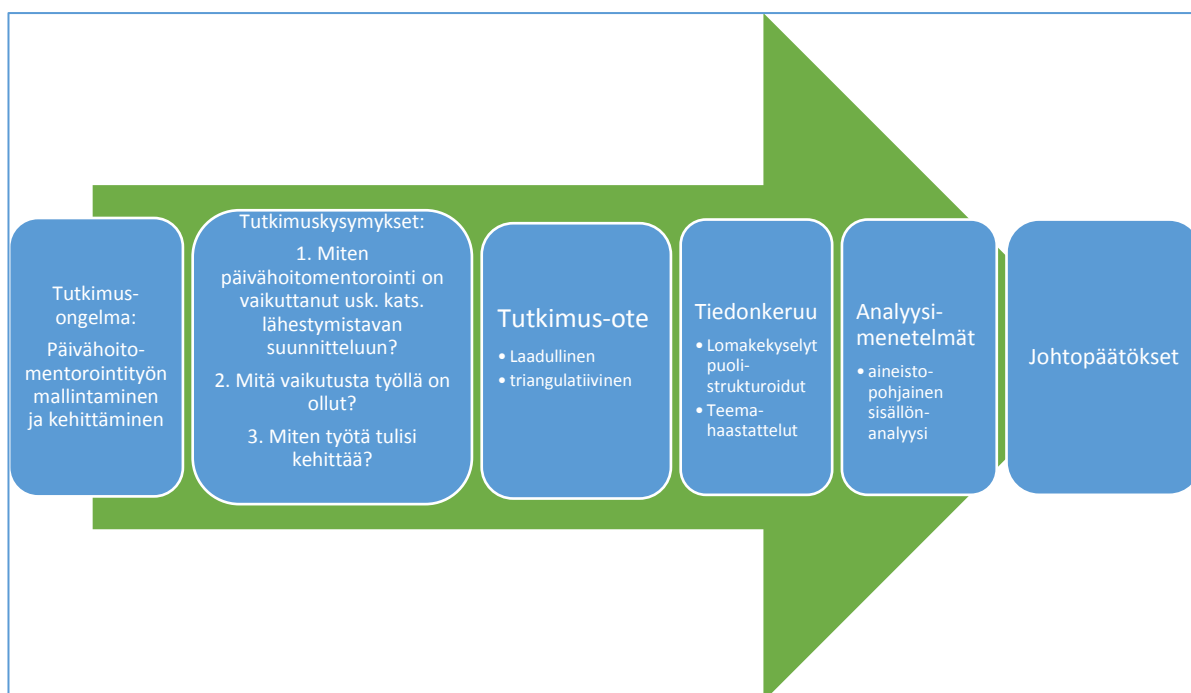 Tutkimus-
ongelma:
Päivähoito-
mentorointityön
mallintaminen
ja kehittäminen
Tutkimuskysymykset:
1. Miten
päivähoitomentorointi on
vaikuttanut usk. kats.
lähestymistavan
suunnitteluun?
2. Mitä vaikutusta työllä on
ollut?
3. Miten työtä tulisi
kehittää?
Tutkimus-ote
• Laadullinen
• triangulatiivinen
Tiedonkeruu
• Lomakekyselyt
puoli-
strukturoidut
• Teema-
haastattelut
Analyysi-
menetelmät
• aineisto-
pohjainen
sisällön-
analyysi
Johtopäätökset